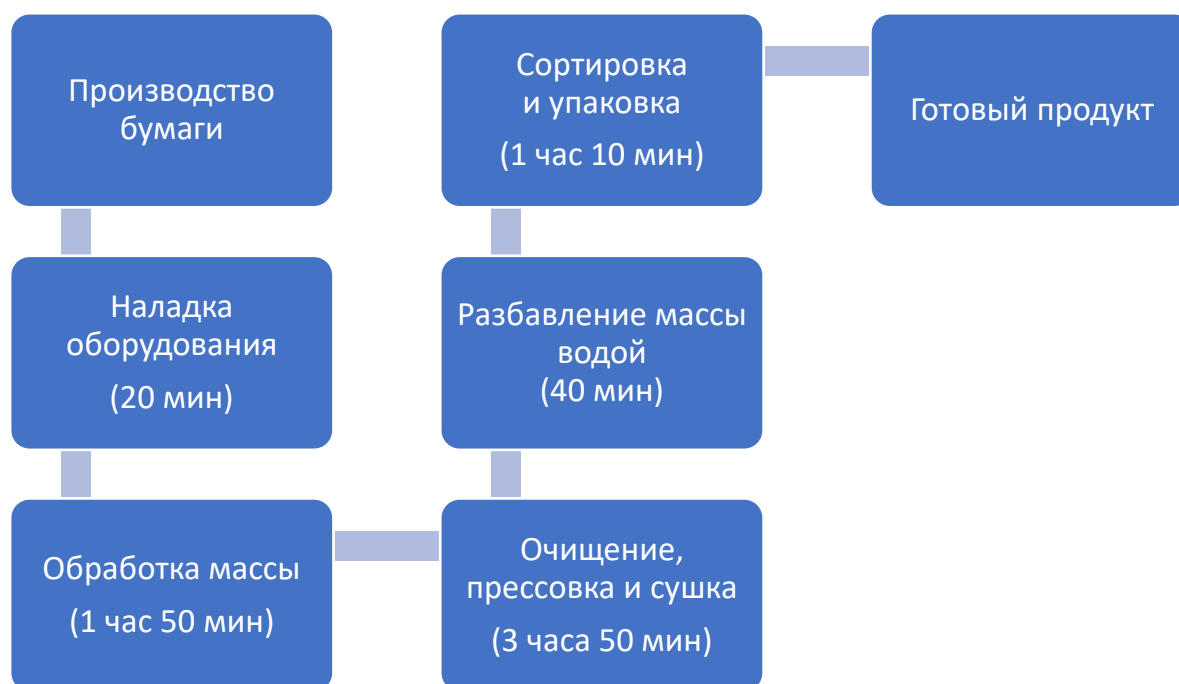 Производство
бумаги
Наладка
оборудования
(20 мин)
Обработка массы
(1 час 50 мин)
Очищение,
прессовка и сушка
(3 часа 50 мин)
Разбавление массы
водой
(40 мин)
Сортировка
и упаковка
(1 час 10 мин)
Готовый продукт